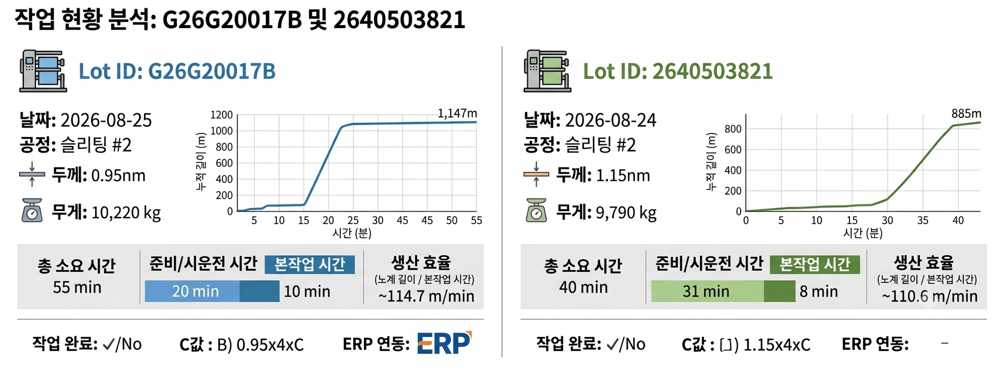 작업 현황 분석: G26G20017B 및 2640503821
Lot ID: G26G20017B
날짜: 2026-08-25
공정: 슬리팅 #2
두께: 0.95nm
무게: 10,220 kg
누적 길이 (m)
1200
1000
800
600
400
200
0
1,147m
5 10 15 20 25 30 45 45 50 55
시간 (분)
총 소요 시간
55 min
준비/시운전 시간 본작업 시간
20 min 10 min
생산 효율
(노계 길이 / 본작업 시간)
~114.7 m/min
작업 완료: ✓/No
C값 : B) 0.95x4xC
ERP 연동: ERP
Lot ID: 2640503821
날짜: 2026-08-24
공정: 슬리팅 #2
두께: 1.15nm
무게: 9,790 kg
누적 길이 (m)
800
600
400
200
0
885m
0 5 10 15 30 35 40
시간 (분)
총 소요 시간
40 min
준비/시운전 시간 본작업 시간
31 min 8 min
생산 효율
(노계 길이 / 본작업 시간)
~110.6 m/min
작업 완료: ✓/No
C값 : ) 1.15x4xC
ERP 연동: –